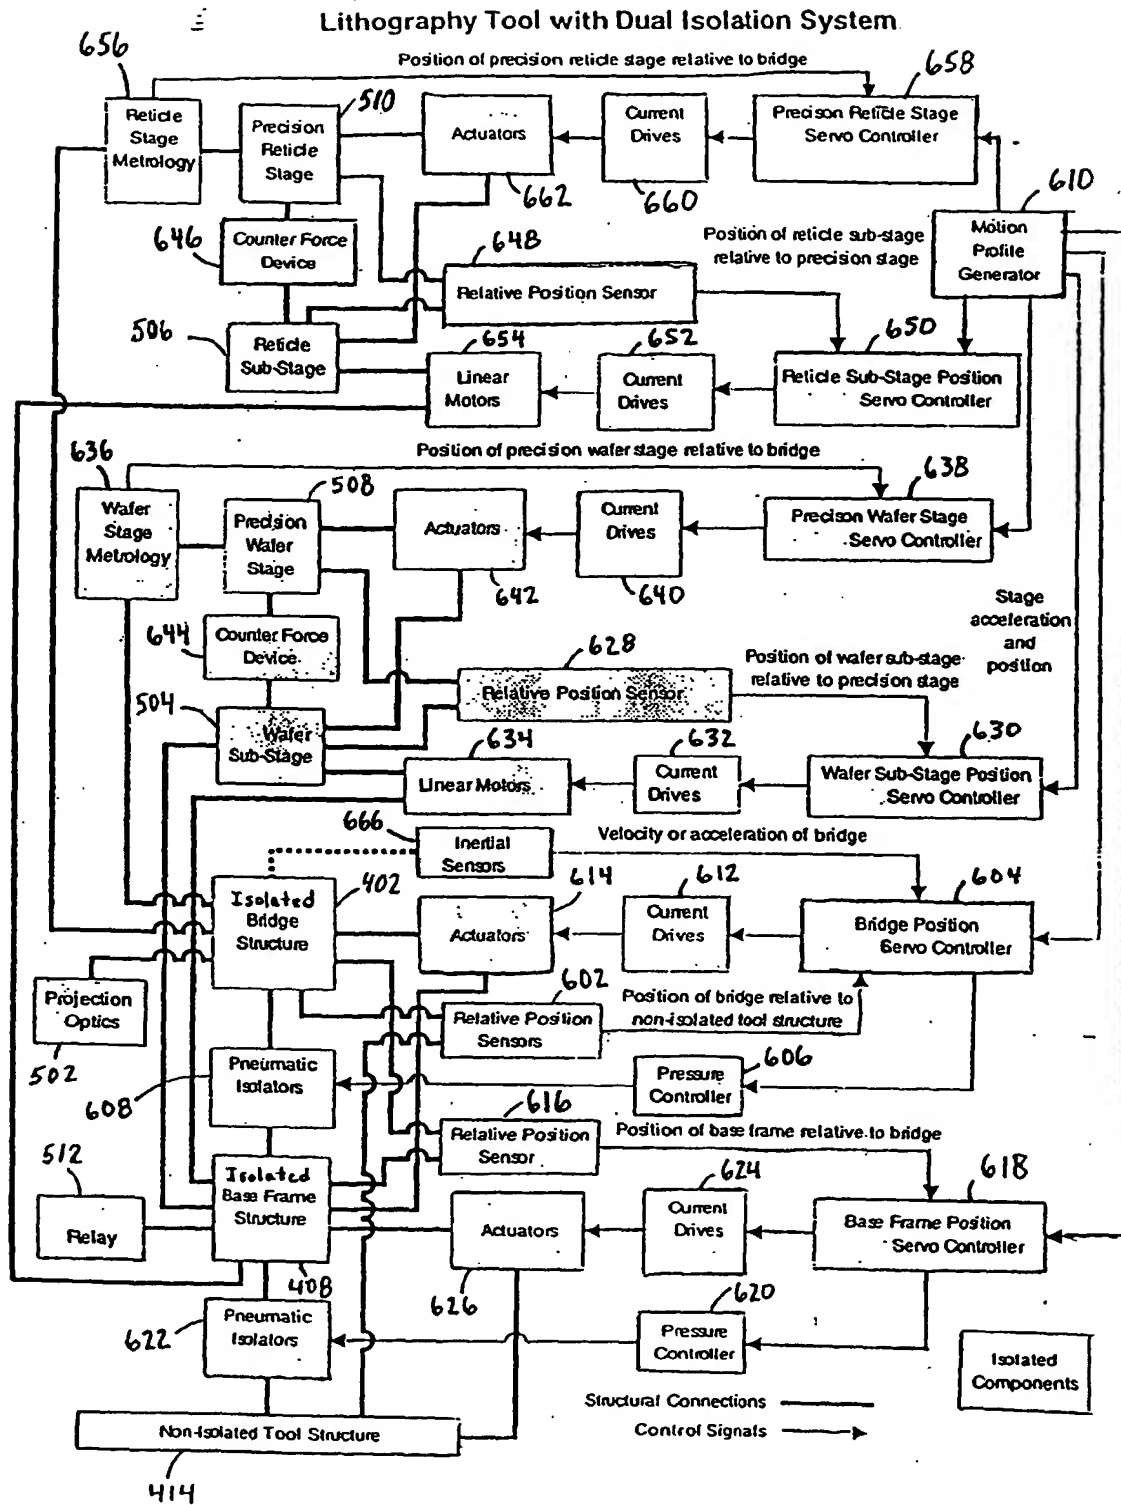 Lithography Tool with Dual Isolation System
656
Position of precision reticle stage relative to bridge
658
510
Reticle
Stage
Metrology
Precision
Reticle
Stage
Actuators
Current
Drives
Precison Reticle Stage
Servo Controller
662
660
610
646
Counter Force
Device
648
Position of reticle sub-stage
relative to precision stage
Motion
Profile
Generator
Relative Position Sensor
506
Reticle
Sub-Stage
654
652
650
Linear
Motors
Current
Drives
Reticle Sub-Stage Position
Servo Controller
636
Position of precision wafer stage relative to bridge
638
508
Wafer
Stage
Metrology
Precision
Wafer
Stage
Actuators
Current
Drives
Precison Wafer Stage
Servo Controller
642
640
Stage
acceleration
and
position
644
Counter Force
Device
628
Position of wafer sub-stage
relative to precision stage
Relative Position Sensor
504
Wafer
Sub-Stage
634
632
630
Linear Motors
Current
Drives
Wafer Sub-Stage Position
Servo Controller
666
Inertial
Sensors
Velocity or acceleration of bridge
402
614
612
604
Isolated
Bridge
Structure
Actuators
Current
Drives
Bridge Position
Servo Controller
Projection
Optics
602
Relative Position
Sensors
Position of bridge relative to
non-isolated tool structure
502
608
Pneumatic
Isolators
Pressure
Controller
606
616
Relative Position
Sensor
Position of base frame relative to bridge
512
Isolated
Base Frame
Structure
624
618
Relay
Actuators
Current
Drives
Base Frame Position
Servo Controller
408
626
620
622
Pneumatic
Isolators
Pressure
Controller
Isolated
Components
Structural Connections
Non-Isolated Tool Structure
Control Signals
414